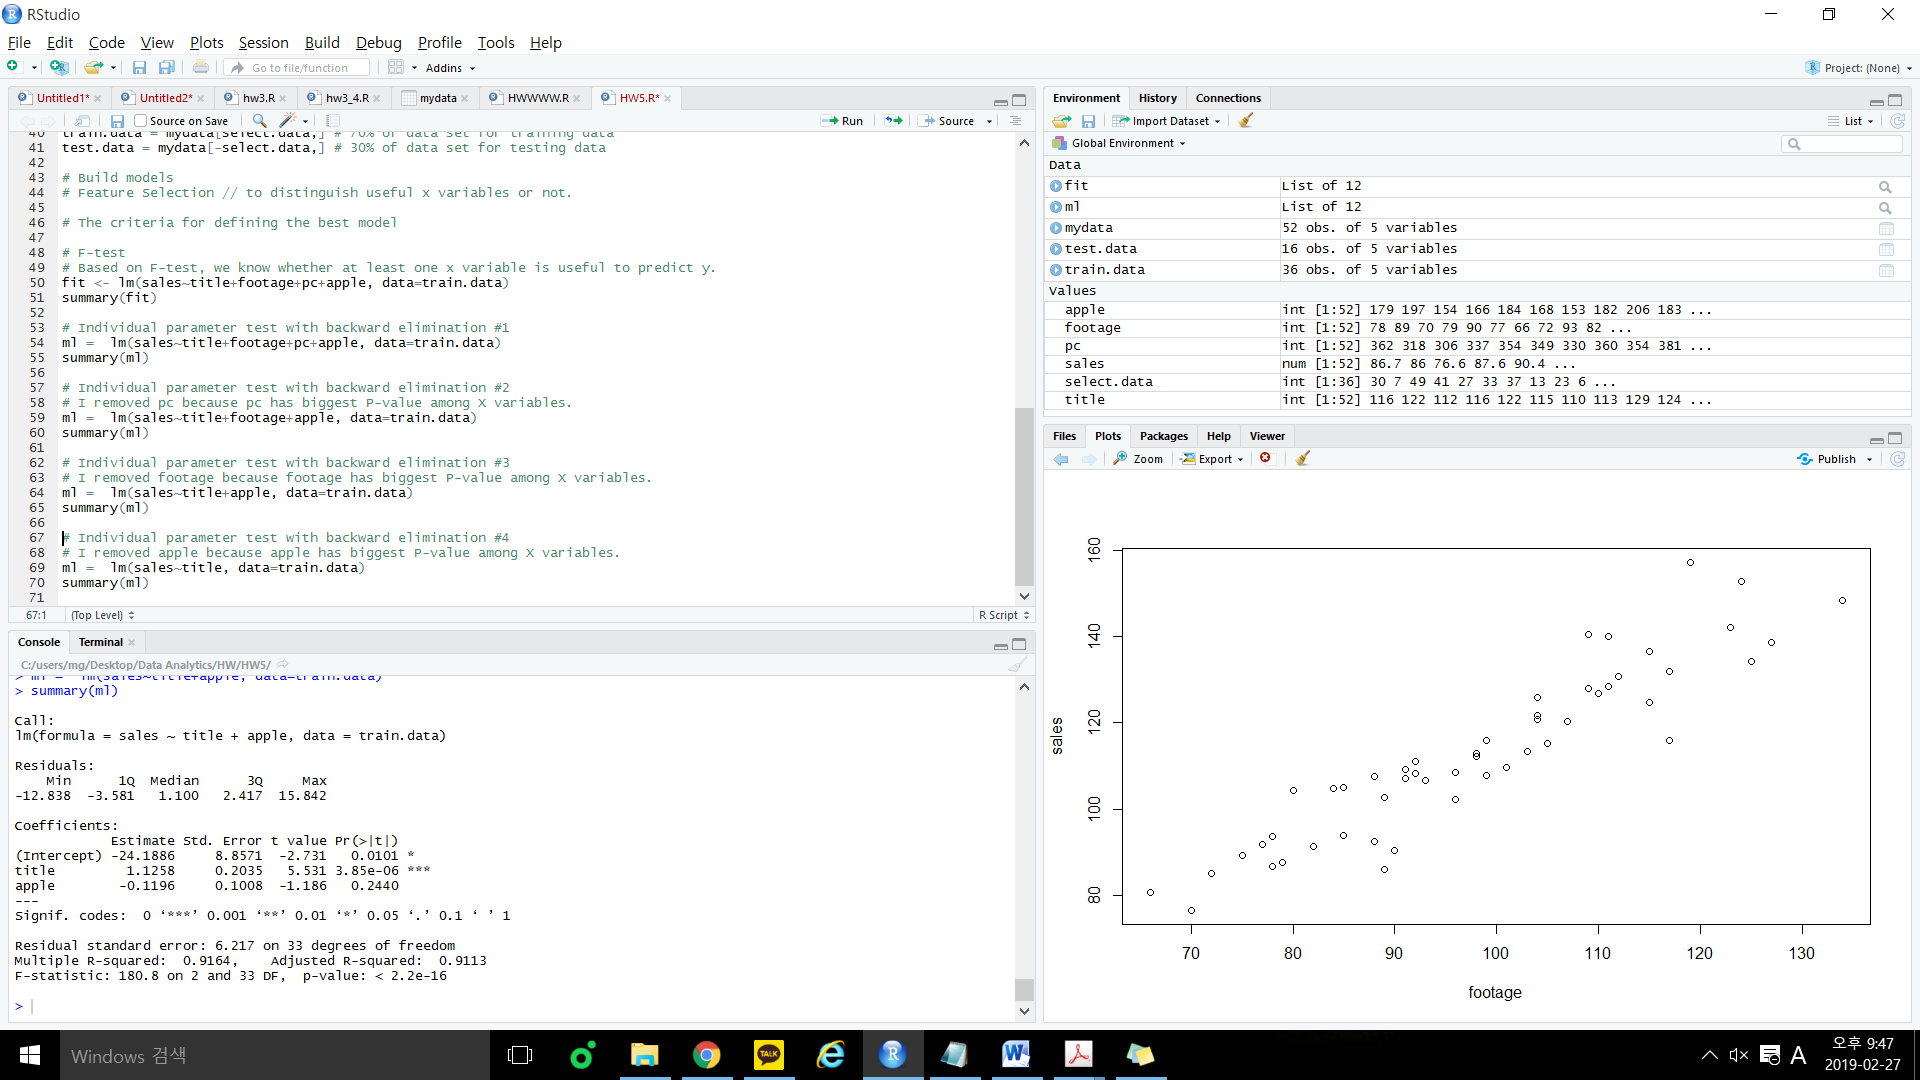 RStudio
File Edit Code View Plots Session Build Debug Profile Tools Help
Go to file/function Addins Project: (None)
Untitled1* Untitled2* hw3.R hw3_4.R mydata HWWWW.R HW5.R*
Source on Save Run Source
40 train.data = mydata[select.data,] # 70% of data set for training data
41 test.data = mydata[-select.data,] # 30% of data set for testing data
42
43 # Build models
44 # Feature Selection // to distinguish useful x variables or not.
45
46 # The criteria for defining the best model
47
48 # F-test
49 # Based on F-test, we know whether at least one x variable is useful to predict y.
50 fit <- lm(sales~title+footage+pc+apple, data=train.data)
51 summary(fit)
52
53 # Individual parameter test with backward elimination #1
54 ml =  lm(sales~title+footage+pc+apple, data=train.data)
55 summary(ml)
56
57 # Individual parameter test with backward elimination #2
58 # I removed pc because pc has biggest P-value among X variables.
59 ml =  lm(sales~title+footage+apple, data=train.data)
60 summary(ml)
61
62 # Individual parameter test with backward elimination #3
63 # I removed footage because footage has biggest P-value among X variables.
64 ml =  lm(sales~title+apple, data=train.data)
65 summary(ml)
66
67 # Individual parameter test with backward elimination #4
68 # I removed apple because apple has biggest P-value among X variables.
69 ml =  lm(sales~title, data=train.data)
70 summary(ml)
71
67:1 (Top Level) R Script
Console Terminal
C:/users/mg/Desktop/Data Analytics/HW/HW5/
> ml =  lm(sales~title+apple, data=train.data)
> summary(ml)
Call:
lm(formula = sales ~ title + apple, data = train.data)
Residuals:
Min 1Q Median 3Q Max
-12.838 -3.581 1.100 2.417 15.842
Coefficients:
Estimate Std. Error t value Pr(>|t|)
(Intercept) -24.1886 8.8571 -2.731 0.0101 *
title 1.1258 0.2035 5.531 3.85e-06 ***
apple -0.1196 0.1008 -1.186 0.2440
---
Signif. codes:  0 ‘***’ 0.001 ‘**’ 0.01 ‘*’ 0.05 ‘.’ 0.1 ‘ ’ 1
Residual standard error: 6.217 on 33 degrees of freedom
Multiple R-squared:  0.9164, Adjusted R-squared:  0.9113
F-statistic: 180.8 on 2 and 33 DF,  p-value: < 2.2e-16
>
Environment History Connections
Import Dataset List
Global Environment
Data
fit List of 12
ml List of 12
mydata 52 obs. of 5 variables
test.data 16 obs. of 5 variables
train.data 36 obs. of 5 variables
Values
apple int [1:52] 179 197 154 166 184 168 153 182 206 183 ...
footage int [1:52] 78 89 70 79 90 77 66 72 93 82 ...
pc int [1:52] 362 318 306 337 354 349 330 360 354 381 ...
sales num [1:52] 86.7 86 76.6 87.6 90.4 ...
select.data int [1:36] 30 7 49 41 27 33 37 13 23 6 ...
title int [1:52] 116 122 112 116 122 115 110 113 129 124 ...
Files Plots Packages Help Viewer
Zoom Export Publish
160
140
120
100
80
sales
70 80 90 100 110 120 130
footage
Windows 검색
TALK
A
오후 9:47
2019-02-27